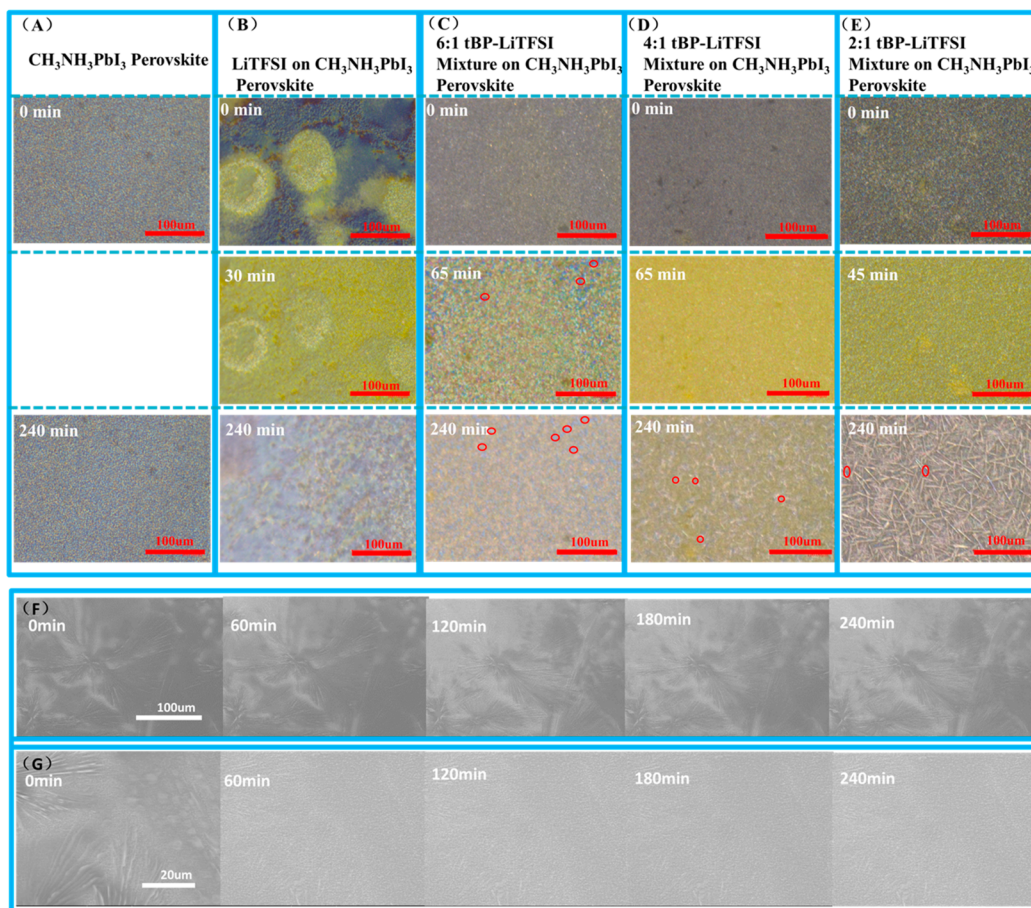 (A)
CH₃NH₃PbI₃ Perovskite
(B)
LiTFSI on CH₃NH₃PbI₃
Perovskite
(C)
6:1 tBP-LiTFSI
Mixture on CH₃NH₃PbI₃
Perovskite
(D)
4:1 tBP-LiTFSI
Mixture on CH₃NH₃PbI₃
Perovskite
(E)
2:1 tBP-LiTFSI
Mixture on CH₃NH₃PbI₃
Perovskite
0 min
100um
0 min
100um
0 min
100um
0 min
100um
0 min
100um
30 min
100um
65 min
100um
65 min
100um
45 min
100um
240 min
100um
240 min
100um
240 min
100um
240 min
100um
240 min
100um
(F)
0min
60min
120min
180min
240min
100um
(G)
0min
60min
120min
180min
240min
20um